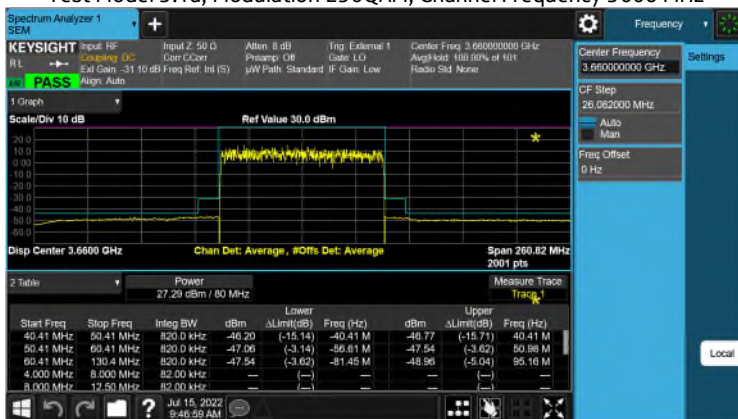 Test Model 3.1a, Modulation 256QAM, Channel Frequency 3660 MHz
Spectrum Analyzer 1
SEM
+
Frequency
KEYSIGHT Input: RF Input Z: 50 Ω Atten: 8 dB Trig: External 1 Center Freq: 3.660000000 GHz
RL Coupling: DC Corr CCorr Preamp: Off Gate: LO Avg|Hold: 100.00% of 101
Ext Gain: -31.10 dB Freq Ref: Int (S) µW Path: Standard IF Gain: Low Radio Std: None
PASS Align: Auto
Center Frequency
3.660000000 GHz
Settings
CF Step
26.082000 MHz
Auto
Man
Freq Offset
0 Hz
1 Graph
Scale/Div 10 dB Ref Value 30.0 dBm
20.0
10.0
0.00
-10.0
-20.0
-30.0
-40.0
-50.0
-60.0
Disp Center 3.6600 GHz Chan Det: Average, #Offs Det: Average Span 260.82 MHz
2001 pts
2 Table Power Measure Trace
27.29 dBm / 80 MHz Trace 1
Lower Upper
Start Freq Stop Freq Integ BW dBm ΔLimit(dB) Freq (Hz) dBm ΔLimit(dB) Freq (Hz)
40.41 MHz 50.41 MHz 820.0 kHz -46.20 (-15.14) -40.41 M -46.77 (-15.71) 40.41 M
50.41 MHz 60.41 MHz 820.0 kHz -47.06 (-3.14) -56.61 M -47.54 (-3.62) 50.96 M
60.41 MHz 130.4 MHz 820.0 kHz -47.54 (-3.62) -81.45 M -48.96 (-5.04) 95.16 M
4.000 MHz 8.000 MHz 82.00 kHz — (—) — — (—) —
8.000 MHz 12.50 MHz 82.00 kHz — (—) — — (—) —
Local
? Jul 15, 2022
9:46:59 AM